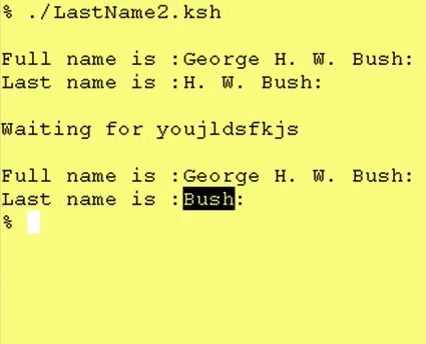 % ./LastName2.ksh
Full name is :George H. W. Bush:
Last name is :H. W. Bush:
Waiting for youjldsfkjs
Full name is :George H. W. Bush:
Last name is :Bush:
%